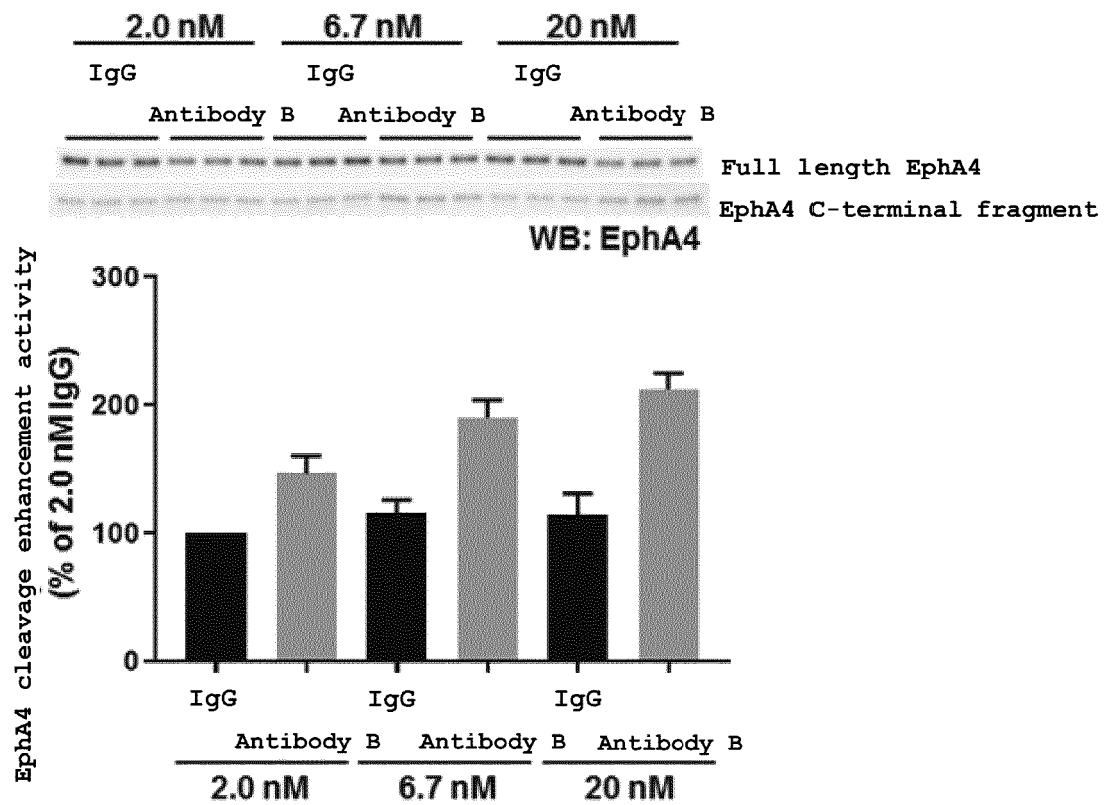 2.0 nM 6.7 nM 20 nM
IgG IgG IgG
Antibody B Antibody B Antibody B
Full length EphA4
EphA4 C-terminal fragment
WB: EphA4
EphA4 cleavage enhancement activity
(% of 2.0 nM IgG)
300
200
100
0
IgG IgG IgG
Antibody B Antibody B Antibody B
2.0 nM 6.7 nM 20 nM